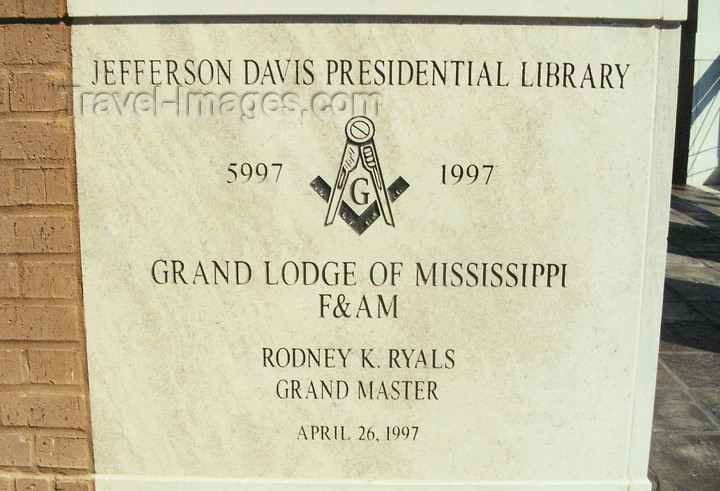 JEFFERSON DAVIS PRESIDENTIAL LIBRARY
Travel-Images.com
5997 G 1997
GRAND LODGE OF MISSISSIPPI
F&AM
RODNEY K. RYALS
GRAND MASTER
APRIL 26, 1997